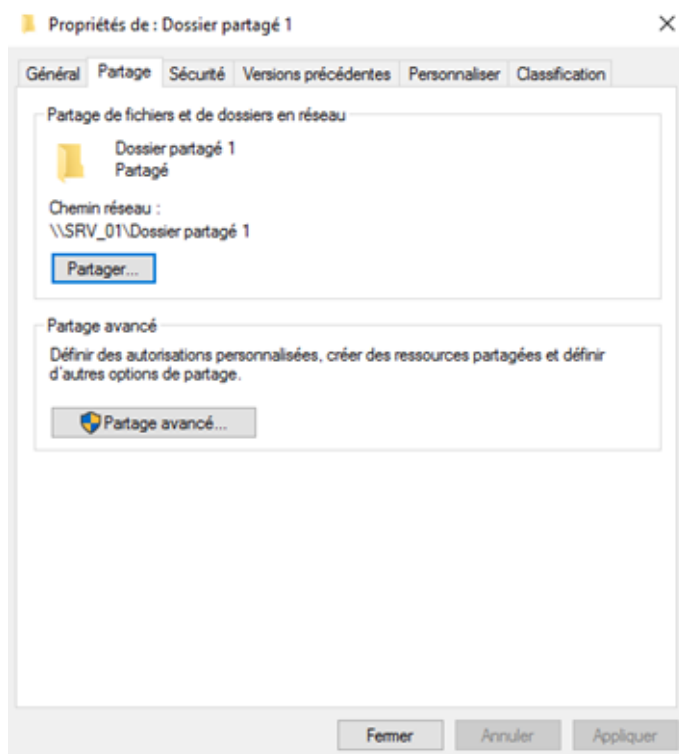 Propriétés de : Dossier partagé 1
Général Partage Sécurité Versions précédentes Personnaliser Classification
Partage de fichiers et de dossiers en réseau
Dossier partagé 1
Partagé
Chemin réseau :
\\SRV_01\Dossier partagé 1
Partager...
Partage avancé
Définir des autorisations personnalisées, créer des ressources partagées et définir
d'autres options de partage.
Partage avancé...
Fermer Annuler Appliquer